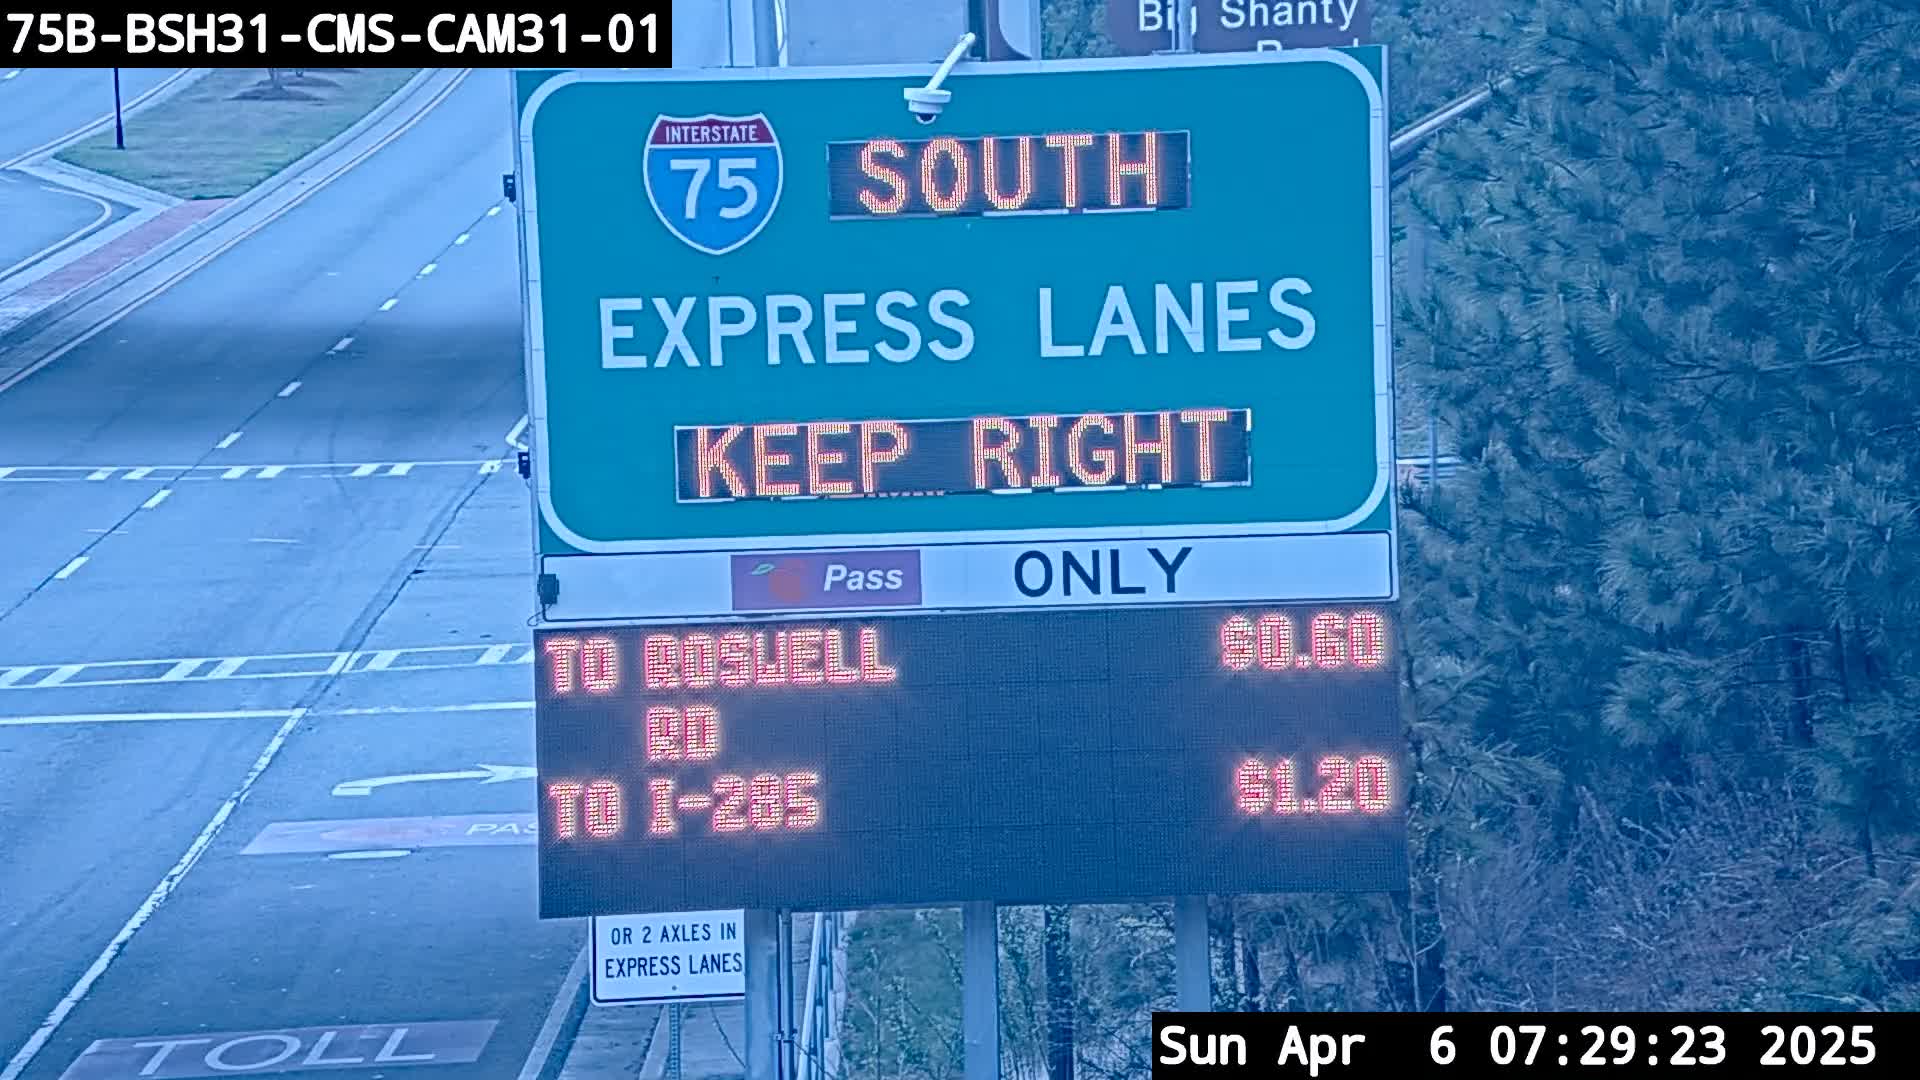 75B-BSH31-CMS-CAM31-01
Big Shanty
INTERSTATE
75
SOUTH
EXPRESS LANES
KEEP RIGHT
Pass ONLY
TO ROSWELL $0.60
RD
TO I-285 $1.20
OR 2 AXLES IN
EXPRESS LANES
TOLL
Sun Apr 6 07:29:23 2025